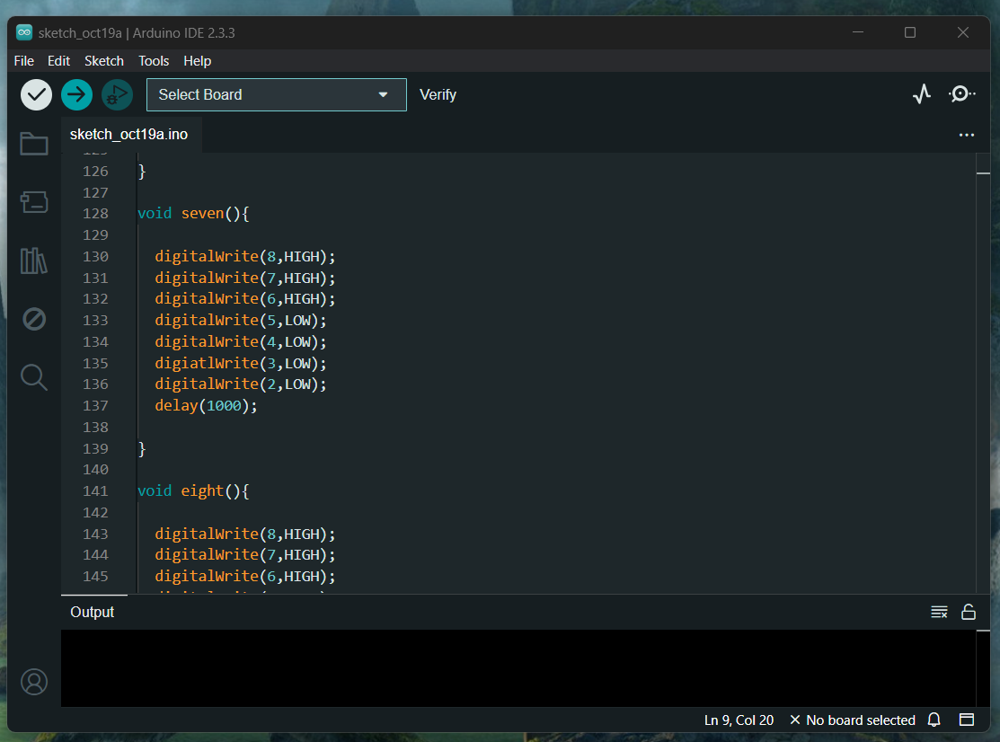 sketch_oct19a | Arduino IDE 2.3.3
File Edit Sketch Tools Help
Select Board Verify
sketch_oct19a.ino
126 }
127
128 void seven(){
129
130 digitalWrite(8,HIGH);
131 digitalWrite(7,HIGH);
132 digitalWrite(6,HIGH);
133 digitalWrite(5,LOW);
134 digitalWrite(4,LOW);
135 digiatlWrite(3,LOW);
136 digitalWrite(2,LOW);
137 delay(1000);
138
139 }
140
141 void eight(){
142
143 digitalWrite(8,HIGH);
144 digitalWrite(7,HIGH);
145 digitalWrite(6,HIGH);
Output
Ln 9, Col 20 × No board selected